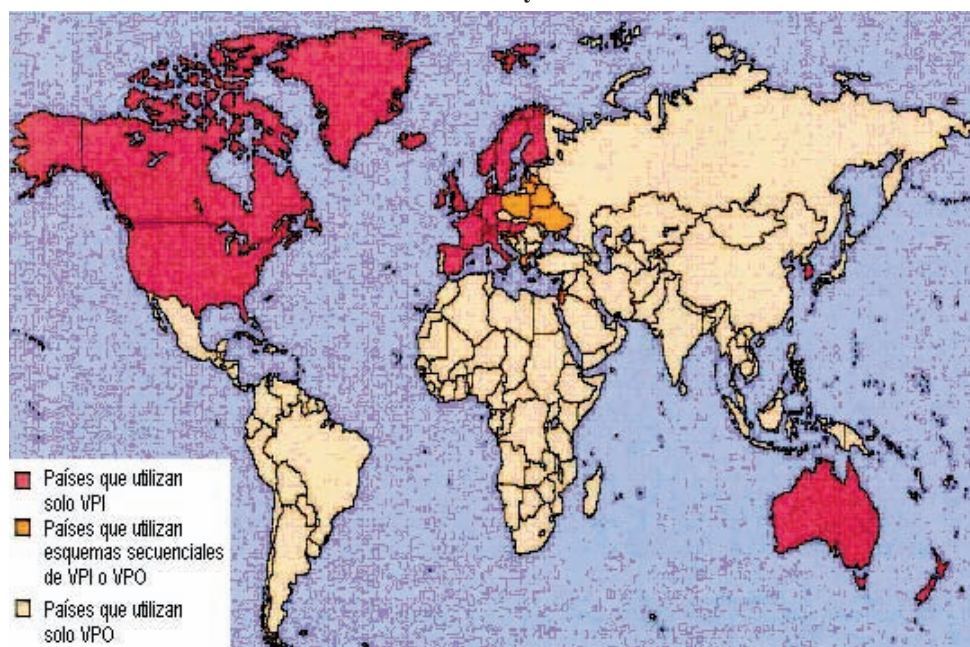 Países que utilizan
solo VPI
Países que utilizan
esquemas secuenciales
de VPI o VPO
Países que utilizan
solo VPO